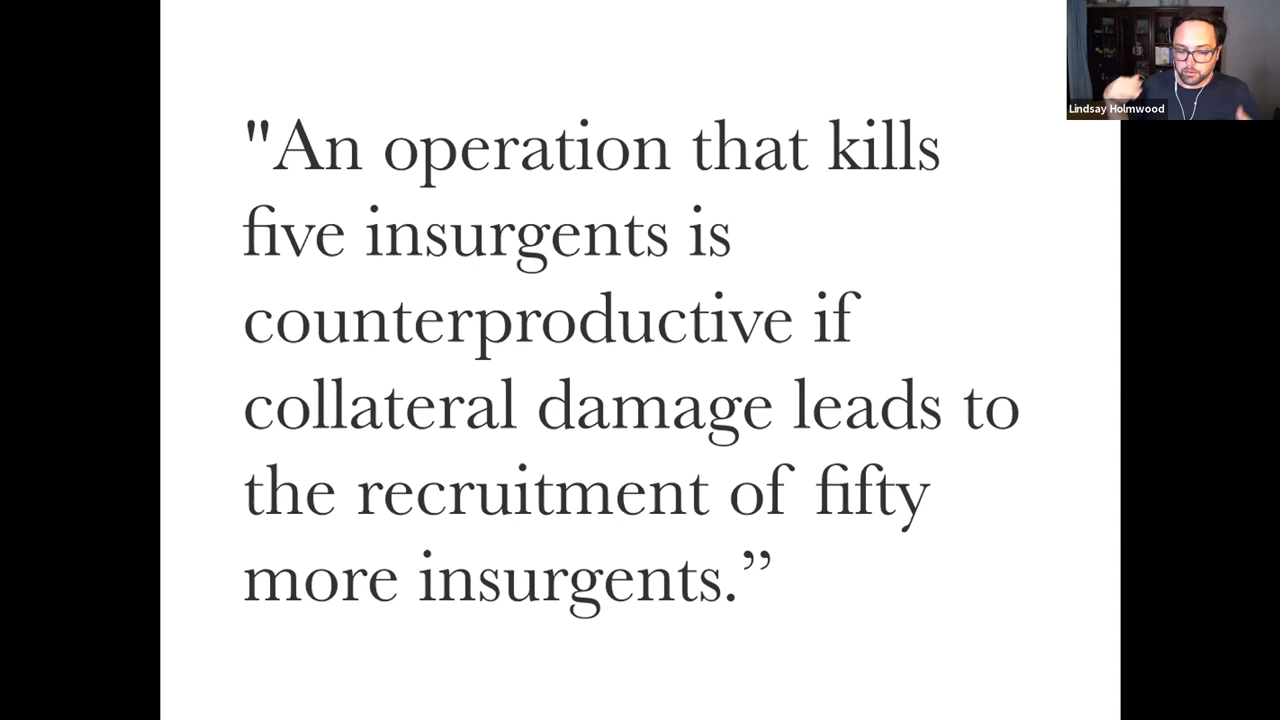 "An operation that kills
five insurgents is
counterproductive if
collateral damage leads to
the recruitment of fifty
more insurgents.”
Lindsay Holmwood